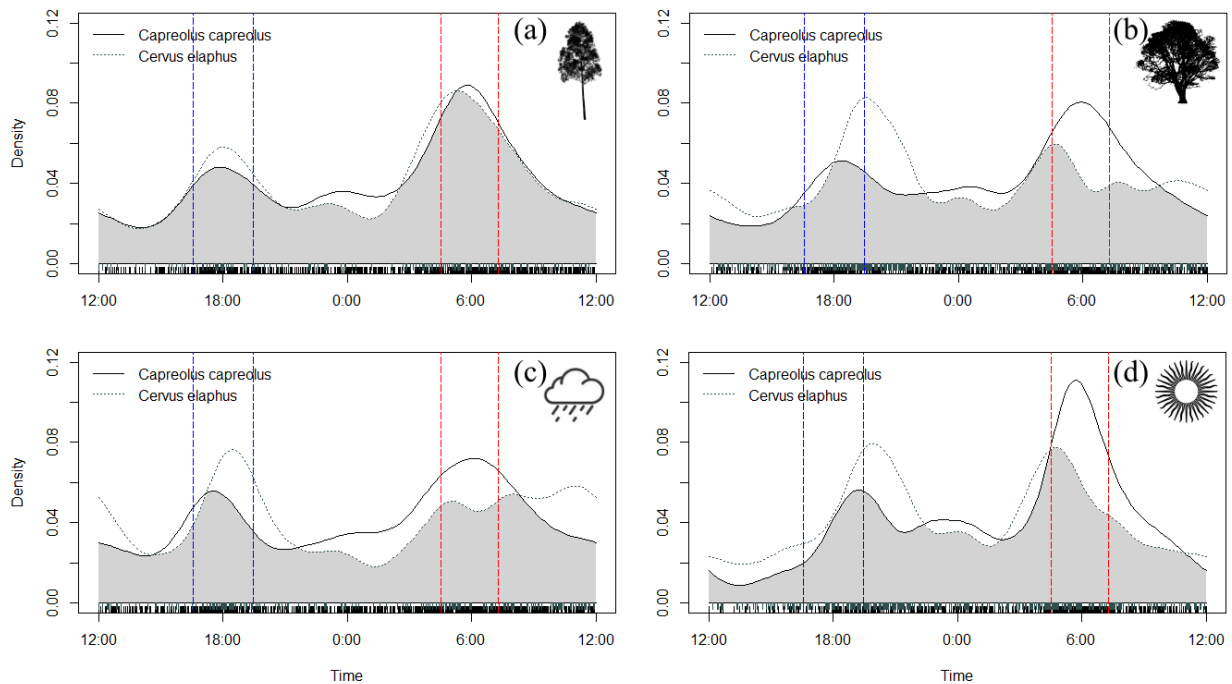 (a)
Capreolus capreolus
Cervus elaphus
Density
0.12
0.08
0.04
0.00
12:00 18:00 0:00 6:00 12:00
(b)
Capreolus capreolus
Cervus elaphus
0.12
0.08
0.04
0.00
12:00 18:00 0:00 6:00 12:00
(c)
Capreolus capreolus
Cervus elaphus
Density
0.12
0.08
0.04
0.00
12:00 18:00 0:00 6:00 12:00
Time
(d)
Capreolus capreolus
Cervus elaphus
0.12
0.08
0.04
0.00
12:00 18:00 0:00 6:00 12:00
Time